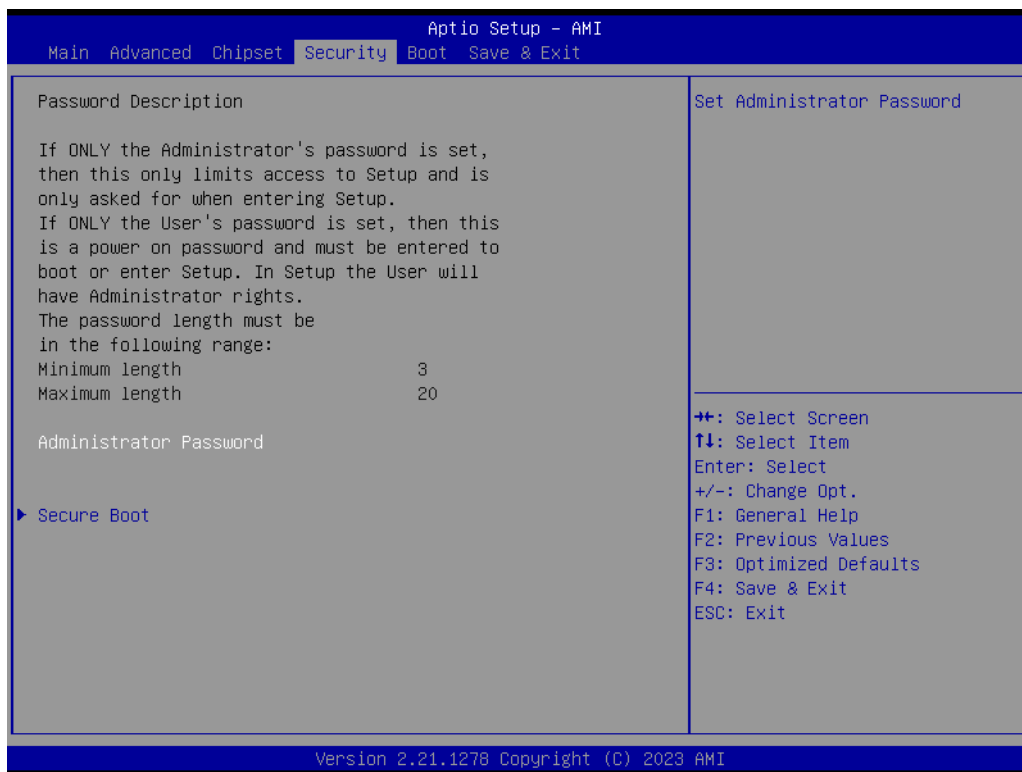 Aptio Setup – AMI
Main Advanced Chipset Security Boot Save & Exit
Password Description
If ONLY the Administrator's password is set,
then this only limits access to Setup and is
only asked for when entering Setup.
If ONLY the User's password is set, then this
is a power on password and must be entered to
boot or enter Setup. In Setup the User will
have Administrator rights.
The password length must be
in the following range:
Minimum length 3
Maximum length 20
Administrator Password
▶ Secure Boot
Set Administrator Password
→←: Select Screen
↑↓: Select Item
Enter: Select
+/-: Change Opt.
F1: General Help
F2: Previous Values
F3: Optimized Defaults
F4: Save & Exit
ESC: Exit
Version 2.21.1278 Copyright (C) 2023 AMI